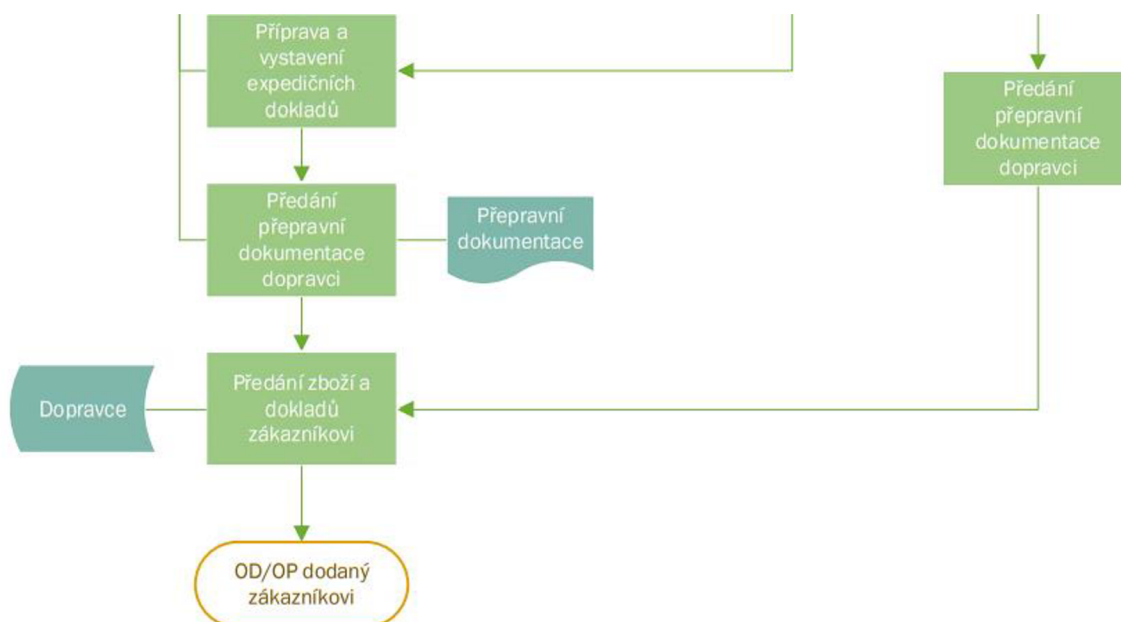 Příprava a
vystavení
expedičních
dokladů
Předání
přepravní
dokumentace
dopravci
Předání
přepravní
dokumentace
dopravci
Přepravní
dokumentace
Dopravce
Předání zboží a
dokladů
zákazníkovi
OD/OP dodaný
zákazníkovi